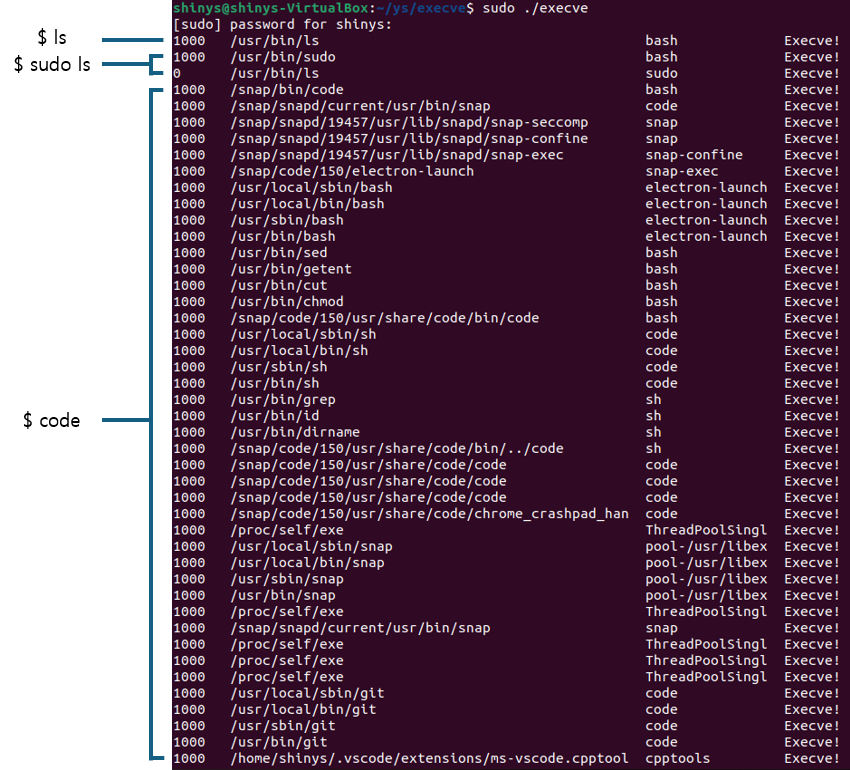 shinys@shinys-VirtualBox:~/ys/execve$ sudo ./execve
[sudo] password for shinys:
$ ls
1000 /usr/bin/ls bash Execve!
$ sudo ls
1000 /usr/bin/sudo bash Execve!
0 /usr/bin/ls sudo Execve!
$ code
1000 /snap/bin/code bash Execve!
1000 /snap/snapd/current/usr/bin/snap code Execve!
1000 /snap/snapd/19457/usr/lib/snapd/snap-seccomp snap Execve!
1000 /snap/snapd/19457/usr/lib/snapd/snap-confine snap Execve!
1000 /snap/snapd/19457/usr/lib/snapd/snap-exec snap-confine Execve!
1000 /snap/code/150/electron-launch snap-exec Execve!
1000 /usr/local/sbin/bash electron-launch Execve!
1000 /usr/local/bin/bash electron-launch Execve!
1000 /usr/sbin/bash electron-launch Execve!
1000 /usr/bin/bash electron-launch Execve!
1000 /usr/bin/sed bash Execve!
1000 /usr/bin/getent bash Execve!
1000 /usr/bin/cut bash Execve!
1000 /usr/bin/chmod bash Execve!
1000 /snap/code/150/usr/share/code/bin/code bash Execve!
1000 /usr/local/sbin/sh code Execve!
1000 /usr/local/bin/sh code Execve!
1000 /usr/sbin/sh code Execve!
1000 /usr/bin/sh code Execve!
1000 /usr/bin/grep sh Execve!
1000 /usr/bin/id sh Execve!
1000 /usr/bin/dirname sh Execve!
1000 /snap/code/150/usr/share/code/bin/../code sh Execve!
1000 /snap/code/150/usr/share/code/code code Execve!
1000 /snap/code/150/usr/share/code/code code Execve!
1000 /snap/code/150/usr/share/code/code code Execve!
1000 /snap/code/150/usr/share/code/chrome_crashpad_han code Execve!
1000 /proc/self/exe ThreadPoolSingl Execve!
1000 /usr/local/sbin/snap pool-/usr/libex Execve!
1000 /usr/local/bin/snap pool-/usr/libex Execve!
1000 /usr/sbin/snap pool-/usr/libex Execve!
1000 /usr/bin/snap pool-/usr/libex Execve!
1000 /proc/self/exe ThreadPoolSingl Execve!
1000 /snap/snapd/current/usr/bin/snap snap Execve!
1000 /proc/self/exe ThreadPoolSingl Execve!
1000 /proc/self/exe ThreadPoolSingl Execve!
1000 /proc/self/exe ThreadPoolSingl Execve!
1000 /usr/local/sbin/git code Execve!
1000 /usr/local/bin/git code Execve!
1000 /usr/sbin/git code Execve!
1000 /usr/bin/git code Execve!
1000 /home/shinys/.vscode/extensions/ms-vscode.cpptool cpptools Execve!